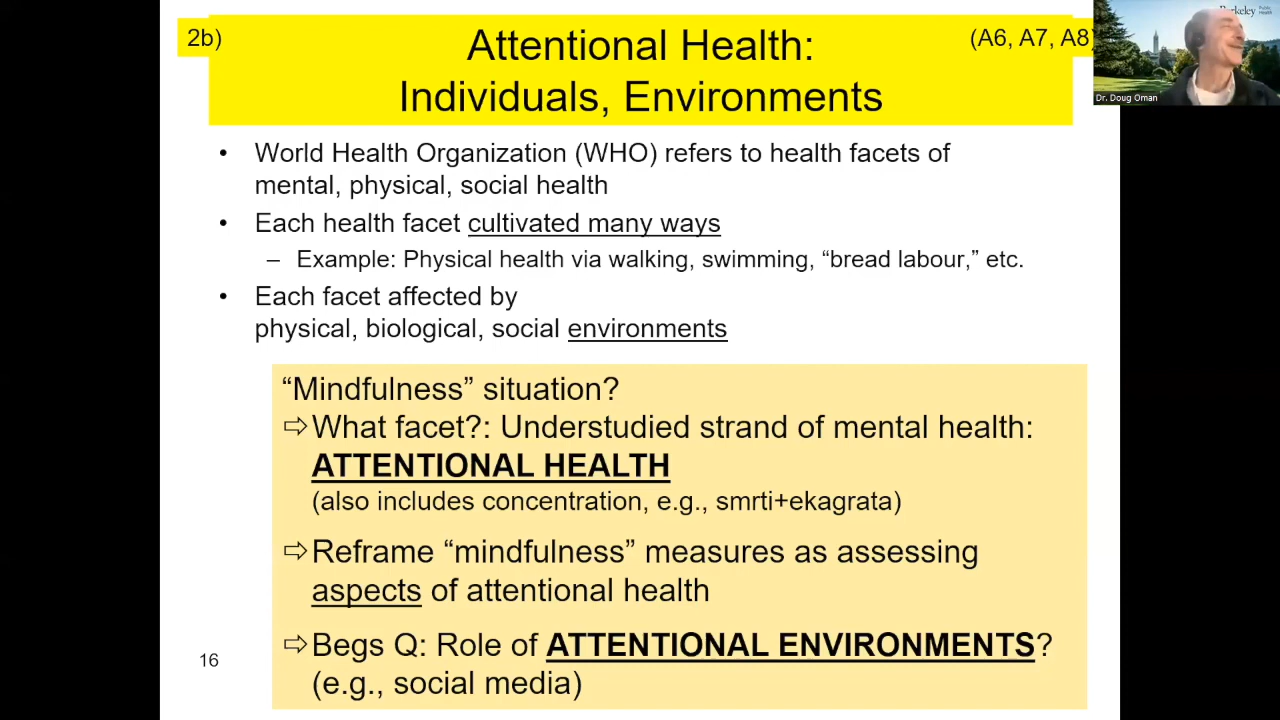 2b)
Attentional Health:
Individuals, Environments
(A6, A7, A8)
Berkeley Public Health
Dr. Doug Oman
• World Health Organization (WHO) refers to health facets of
mental, physical, social health
• Each health facet cultivated many ways
– Example: Physical health via walking, swimming, “bread labour,” etc.
• Each facet affected by
physical, biological, social environments
“Mindfulness” situation?
⇨What facet?: Understudied strand of mental health:
ATTENTIONAL HEALTH
(also includes concentration, e.g., smrti+ekagrata)
⇨Reframe “mindfulness” measures as assessing
aspects of attentional health
⇨Begs Q: Role of ATTENTIONAL ENVIRONMENTS?
(e.g., social media)
16